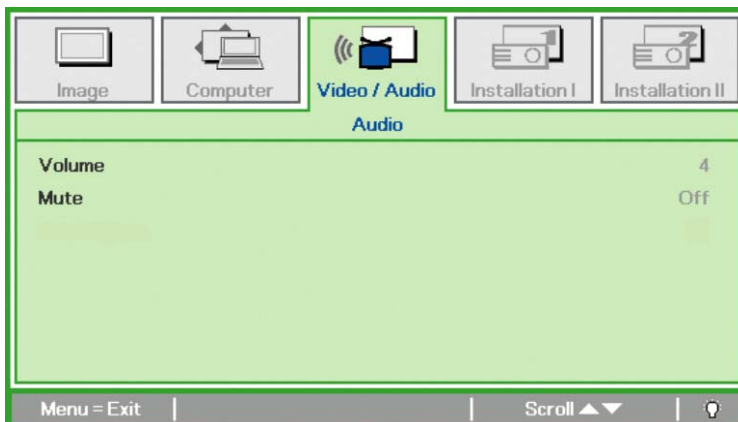 Image Computer Video / Audio Installation I Installation II
Audio
Volume 4
Mute Off
Menu = Exit Scroll ▲▼